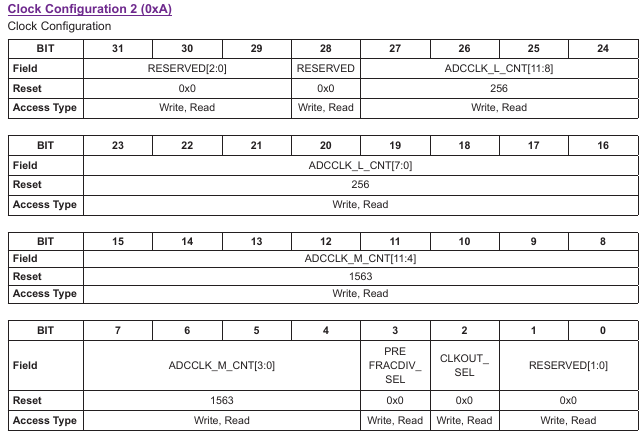 Clock Configuration 2 (0xA)
Clock Configuration
BIT 31 30 29 28 27 26 25 24
Field RESERVED[2:0] RESERVED ADCCLK_L_CNT[11:8]
Reset 0x0 0x0 256
Access Type Write, Read Write, Read Write, Read
BIT 23 22 21 20 19 18 17 16
Field ADCCLK_L_CNT[7:0]
Reset 256
Access Type Write, Read
BIT 15 14 13 12 11 10 9 8
Field ADCCLK_M_CNT[11:4]
Reset 1563
Access Type Write, Read
BIT 7 6 5 4 3 2 1 0
Field ADCCLK_M_CNT[3:0] PRE FRACDIV_ SEL CLKOUT_ SEL RESERVED[1:0]
Reset 1563 0x0 0x0 0x0
Access Type Write, Read Write, Read Write, Read Write, Read